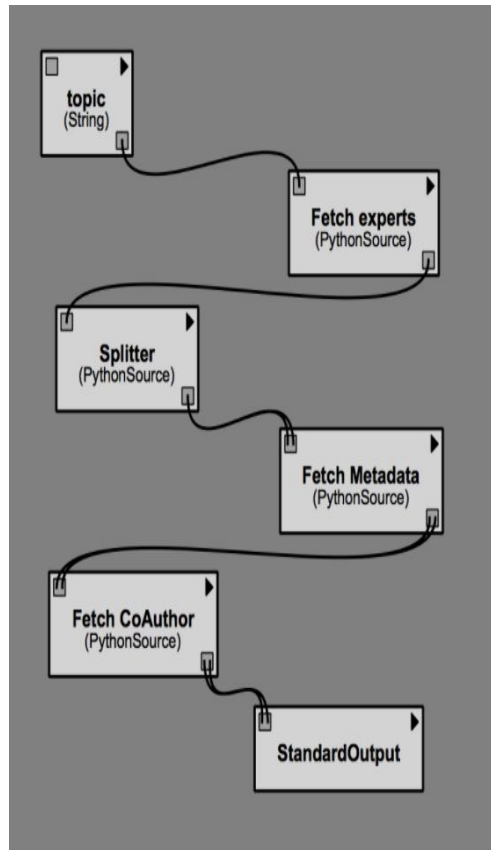 topic
(String)
Fetch experts
(PythonSource)
Splitter
(PythonSource)
Fetch Metadata
(PythonSource)
Fetch CoAuthor
(PythonSource)
StandardOutput